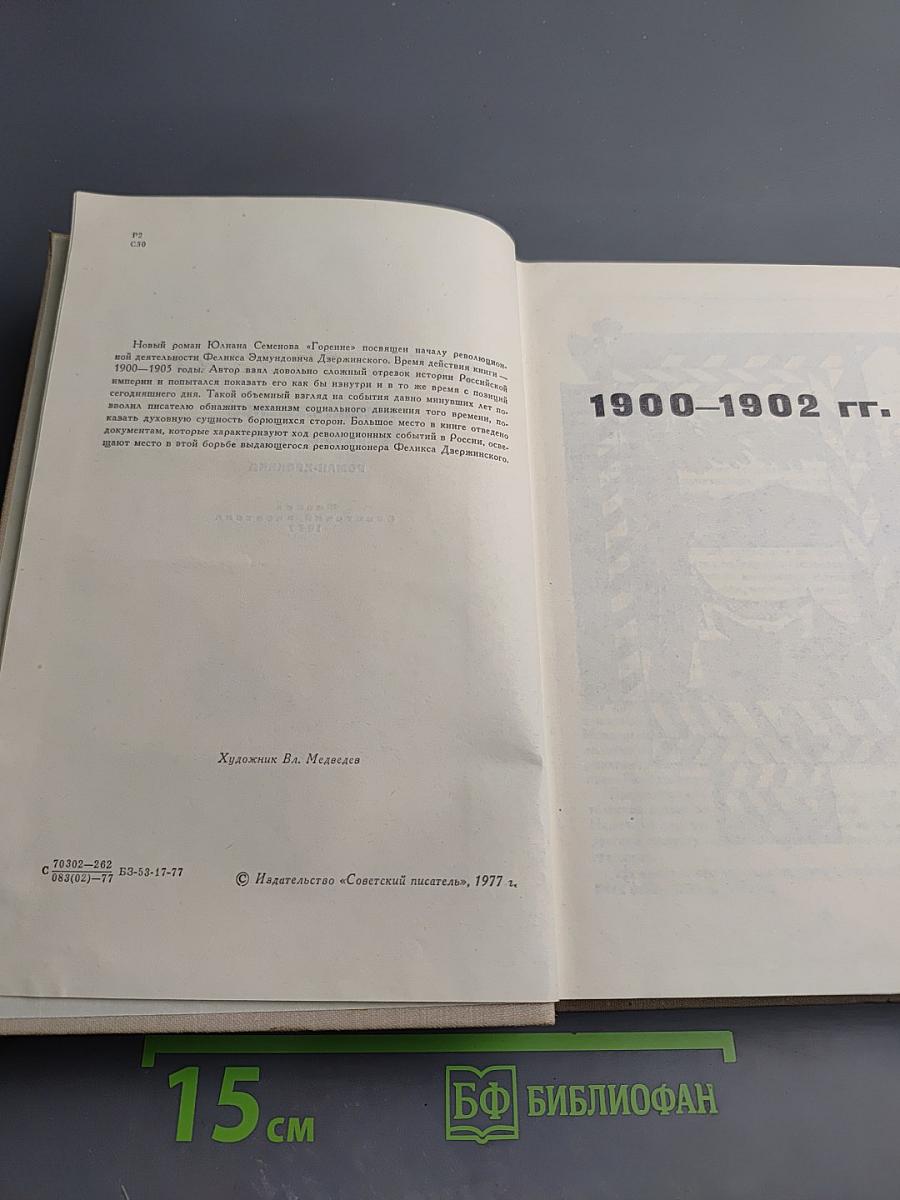 Р2
С30
Новый роман Юлиана Семенова «Горение» посвящен началу революцион-
ной деятельности Феликса Эдмундовича Дзержинского. Время действия книги —
1900—1905 годы. Автор взял довольно сложный отрезок истории Российской
империи и попытался показать его как бы изнутри и в то же время с позиций
сегодняшнего дня. Такой объемный взгляд на события давно минувших лет по-
зволил писателю обнажить механизм социального движения того времени, по-
казать духовную сущность борющихся сторон. Большое место в книге отведено
документам, которые характеризуют ход революционных событий в России, осве-
щают место в этой борьбе выдающегося революционера Феликса Дзержинского.
Художник Вл. Медведев
С 70302—262
083(02)—77 БЗ-53-17-77
© Издательство «Советский писатель», 1977 г.
1900—1902 гг.
15 см
БФ БИБЛИОФАН